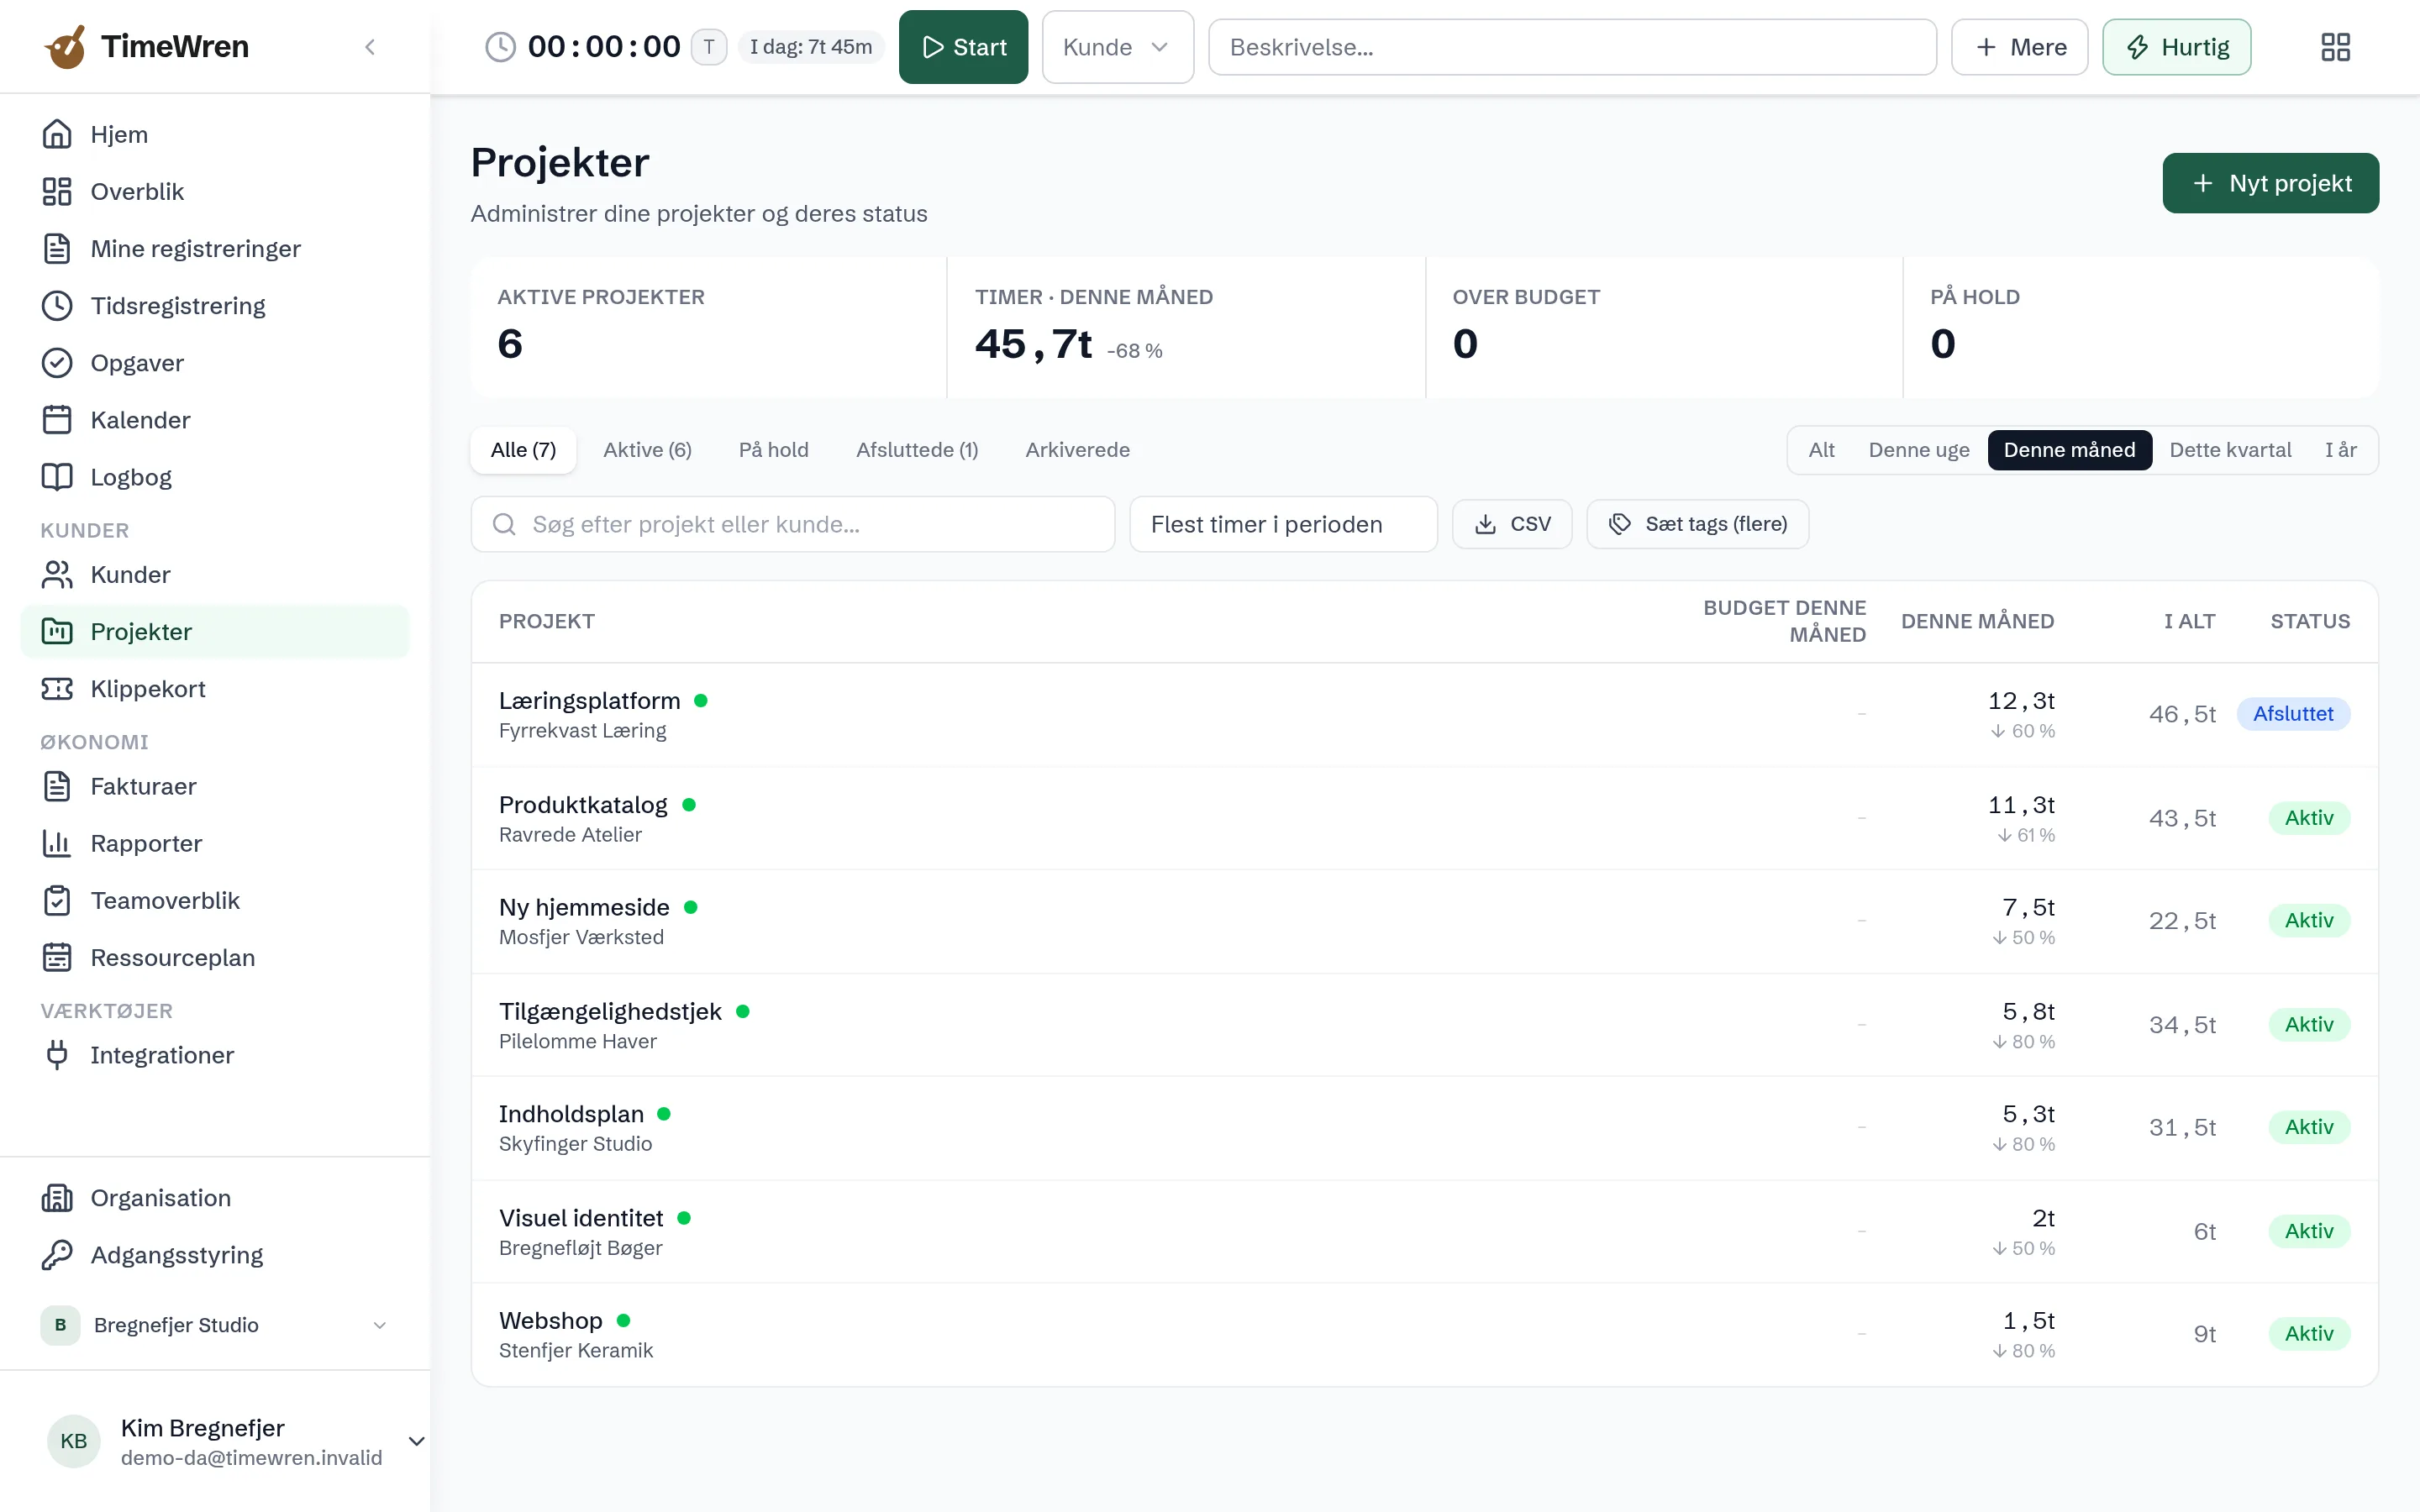 TimeWren
00:00:00 T I dag: 7t 45m Start Kunde Beskrivelse... Mere Hurtig
Hjem
Overblik
Mine registreringer
Tidsregistrering
Opgaver
Kalender
Logbog
KUNDER
Kunder
Projekter
Klippekort
ØKONOMI
Fakturaer
Rapporter
Teamoverblik
Ressourceplan
VÆRKTØJER
Integrationer
Organisation
Adgangsstyring
B Bregnefjer Studio
KB Kim Bregnefjer
demo-da@timewren.invalid
Projekter
Administrer dine projekter og deres status
Nyt projekt
AKTIVE PROJEKTER
6
TIMER · DENNE MÅNED
45,7t -68 %
OVER BUDGET
0
PÅ HOLD
0
Alle (7) Aktive (6) På hold Afsluttede (1) Arkiverede
Alt Denne uge Denne måned Dette kvartal I år
Søg efter projekt eller kunde... Flest timer i perioden CSV Sæt tags (flere)
PROJEKT BUDGET DENNE MÅNED DENNE MÅNED I ALT STATUS
Læringsplatform – 12,3t 46,5t Afsluttet
Fyrrekvast Læring ↓ 60 %
Produktkatalog – 11,3t 43,5t Aktiv
Ravrede Atelier ↓ 61 %
Ny hjemmeside – 7,5t 22,5t Aktiv
Mosfjer Værksted ↓ 50 %
Tilgængelighedstjek – 5,8t 34,5t Aktiv
Pilelomme Haver ↓ 80 %
Indholdsplan – 5,3t 31,5t Aktiv
Skyfinger Studio ↓ 80 %
Visuel identitet – 2t 6t Aktiv
Bregnefløjt Bøger ↓ 50 %
Webshop – 1,5t 9t Aktiv
Stenfjer Keramik ↓ 80 %